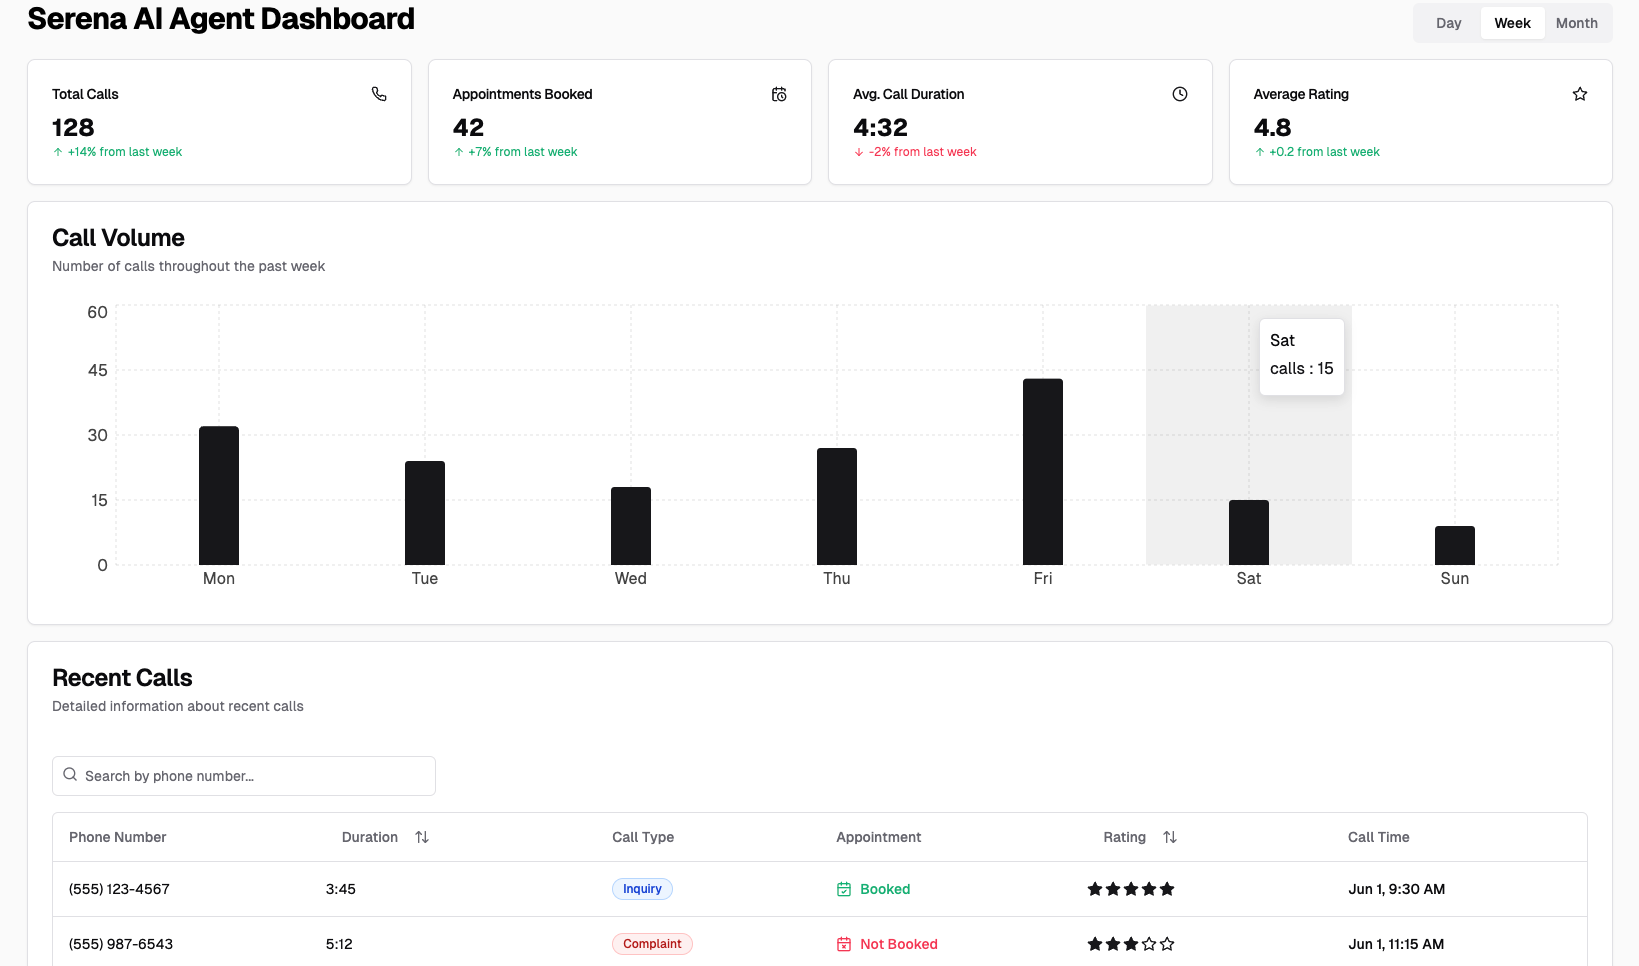 Serena AI Agent Dashboard
Day Week Month
Total Calls
128
+14% from last week
Appointments Booked
42
+7% from last week
Avg. Call Duration
4:32
-2% from last week
Average Rating
4.8
+0.2 from last week
Call Volume
Number of calls throughout the past week
60
45
30
15
0
Sat
calls : 15
Mon Tue Wed Thu Fri Sat Sun
Recent Calls
Detailed information about recent calls
Search by phone number...
Phone Number Duration Call Type Appointment Rating Call Time
(555) 123-4567 3:45 Inquiry Booked Jun 1, 9:30 AM
(555) 987-6543 5:12 Complaint Not Booked Jun 1, 11:15 AM